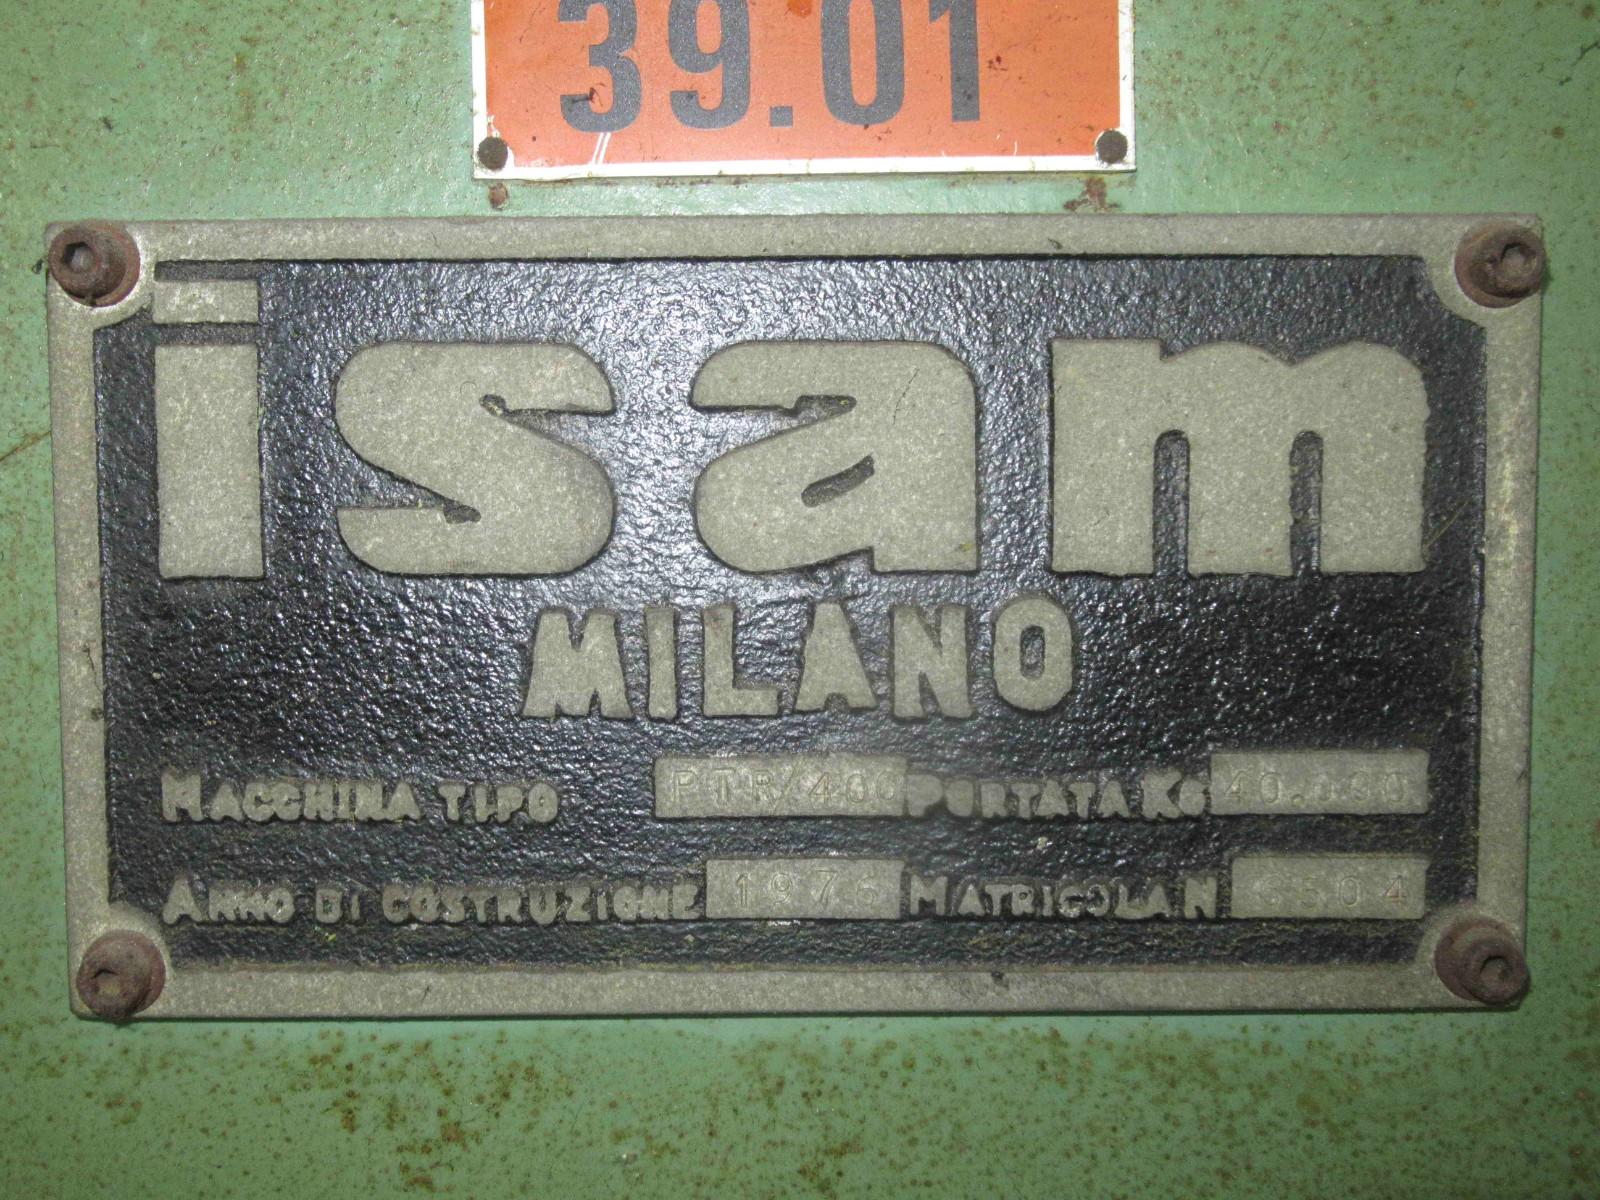 39.01
isam
MILANO
MACCHINA TIPO PTR/400 PORTATA KG 40.000
ANNO DI COSTRUZIONE 1976 MATRICOLA N